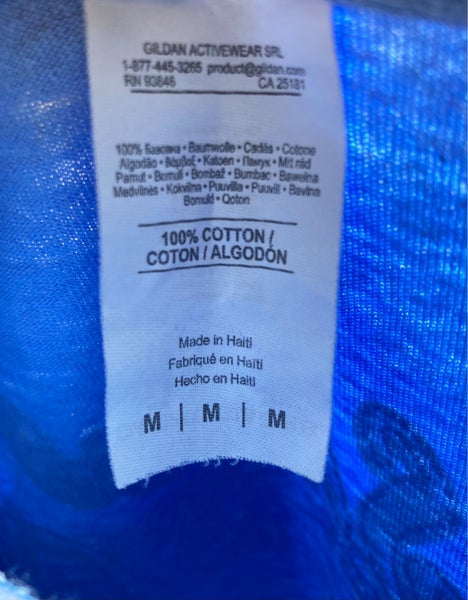 GILDAN ACTIVEWEAR SRL
1-877-445-3265 product@gildan.com
RN 93846 CA 25181
100% Бавовна • Baumwolle • Cadás • Cotone
Algodão • Βαμβακ • Katoen • Памук • Mit nád
Pamut • Bomuli • Bombaž • Bumbac • Bawełna
Medvilnės • Kokvilna • Puuvilla • Puuvill • Bavlna
Bomuld • Qoton
100% COTTON /
COTON / ALGODÓN
Made in Haiti
Fabriqué en Haïti
Hecho en Haití
M | M | M